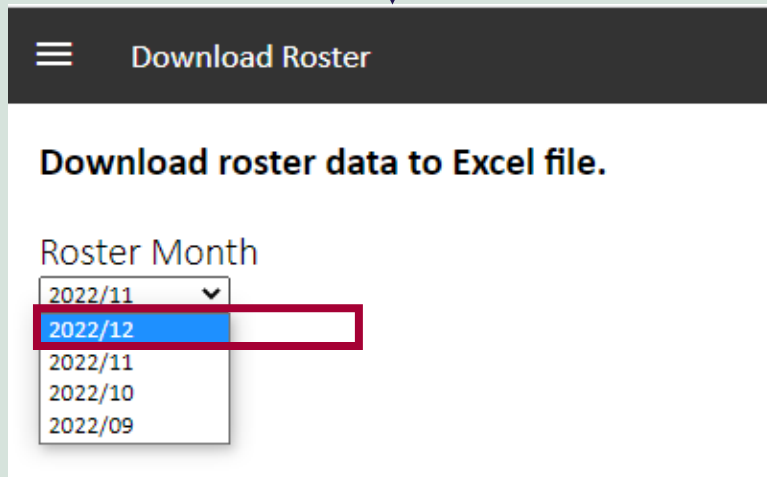 Download Roster
Download roster data to Excel file.
Roster Month
2022/11
2022/12
2022/11
2022/10
2022/09